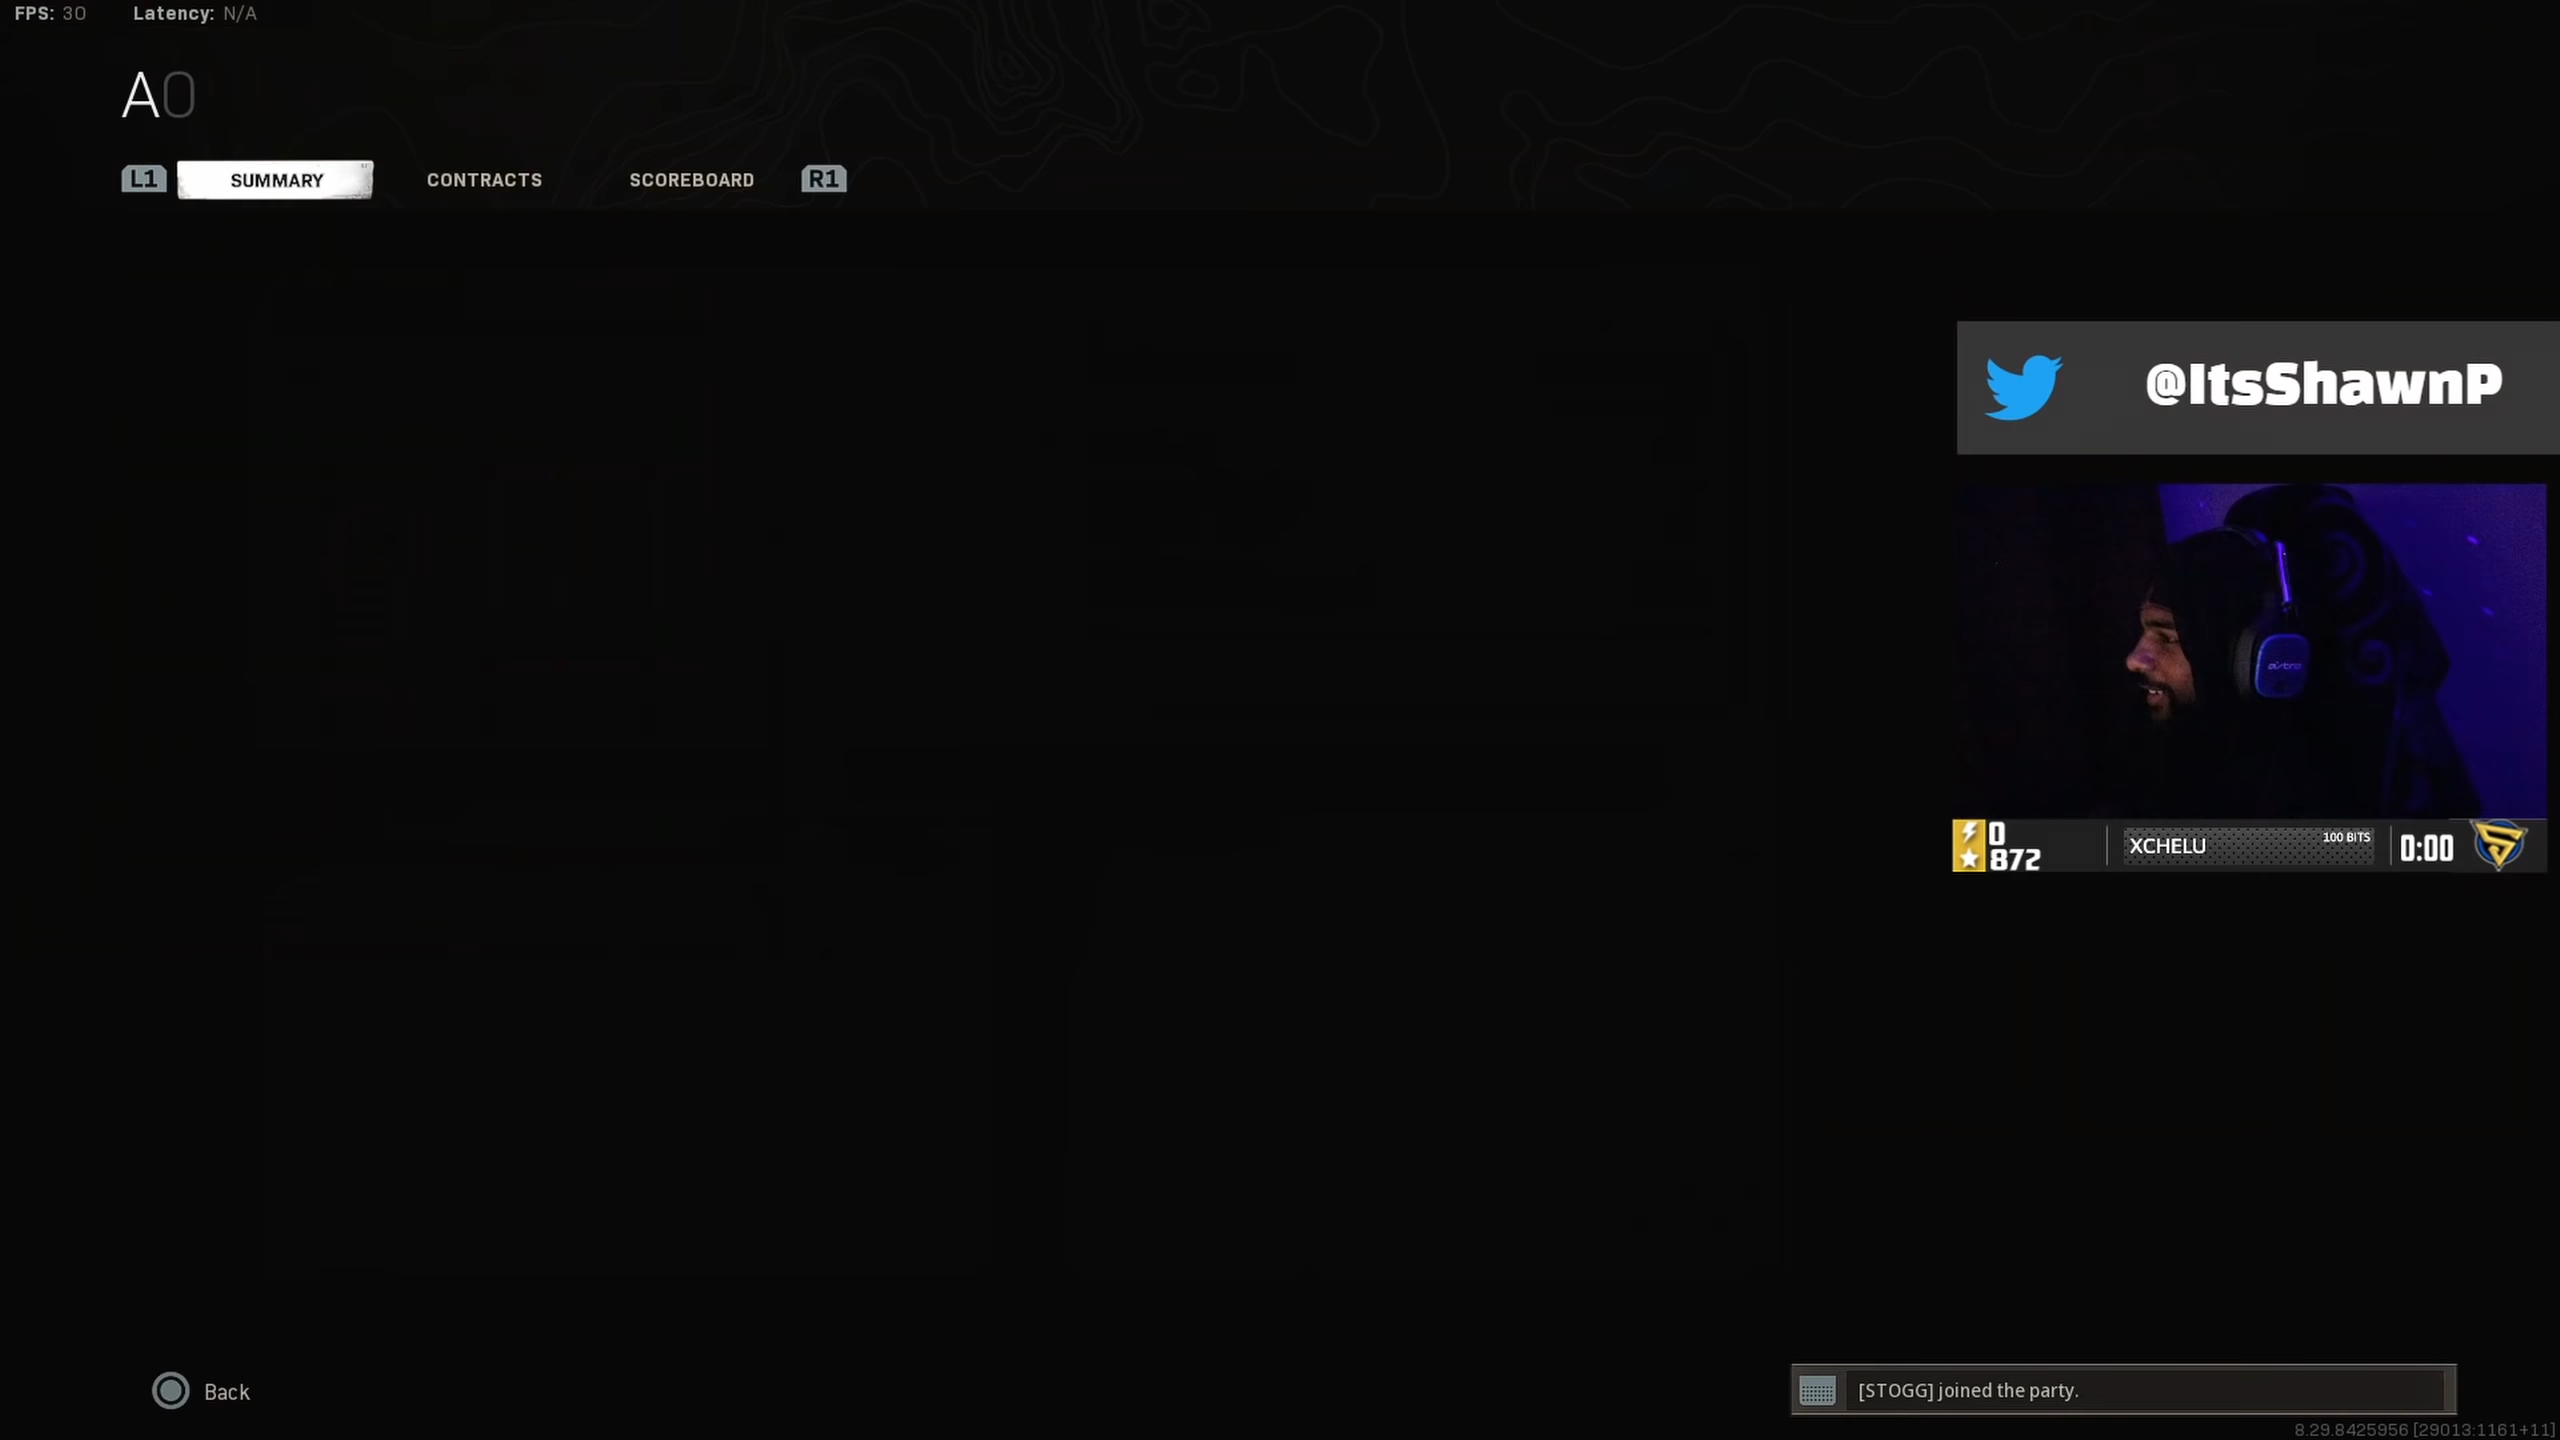 FPS: 30 Latency: N/A
A0
L1 SUMMARY CONTRACTS SCOREBOARD R1
@ItsShawnP
astro
0
872
XCHELU 100 BITS 0:00
Back
[STOGG] joined the party.
8.29.8425956 [29013:1161+11]